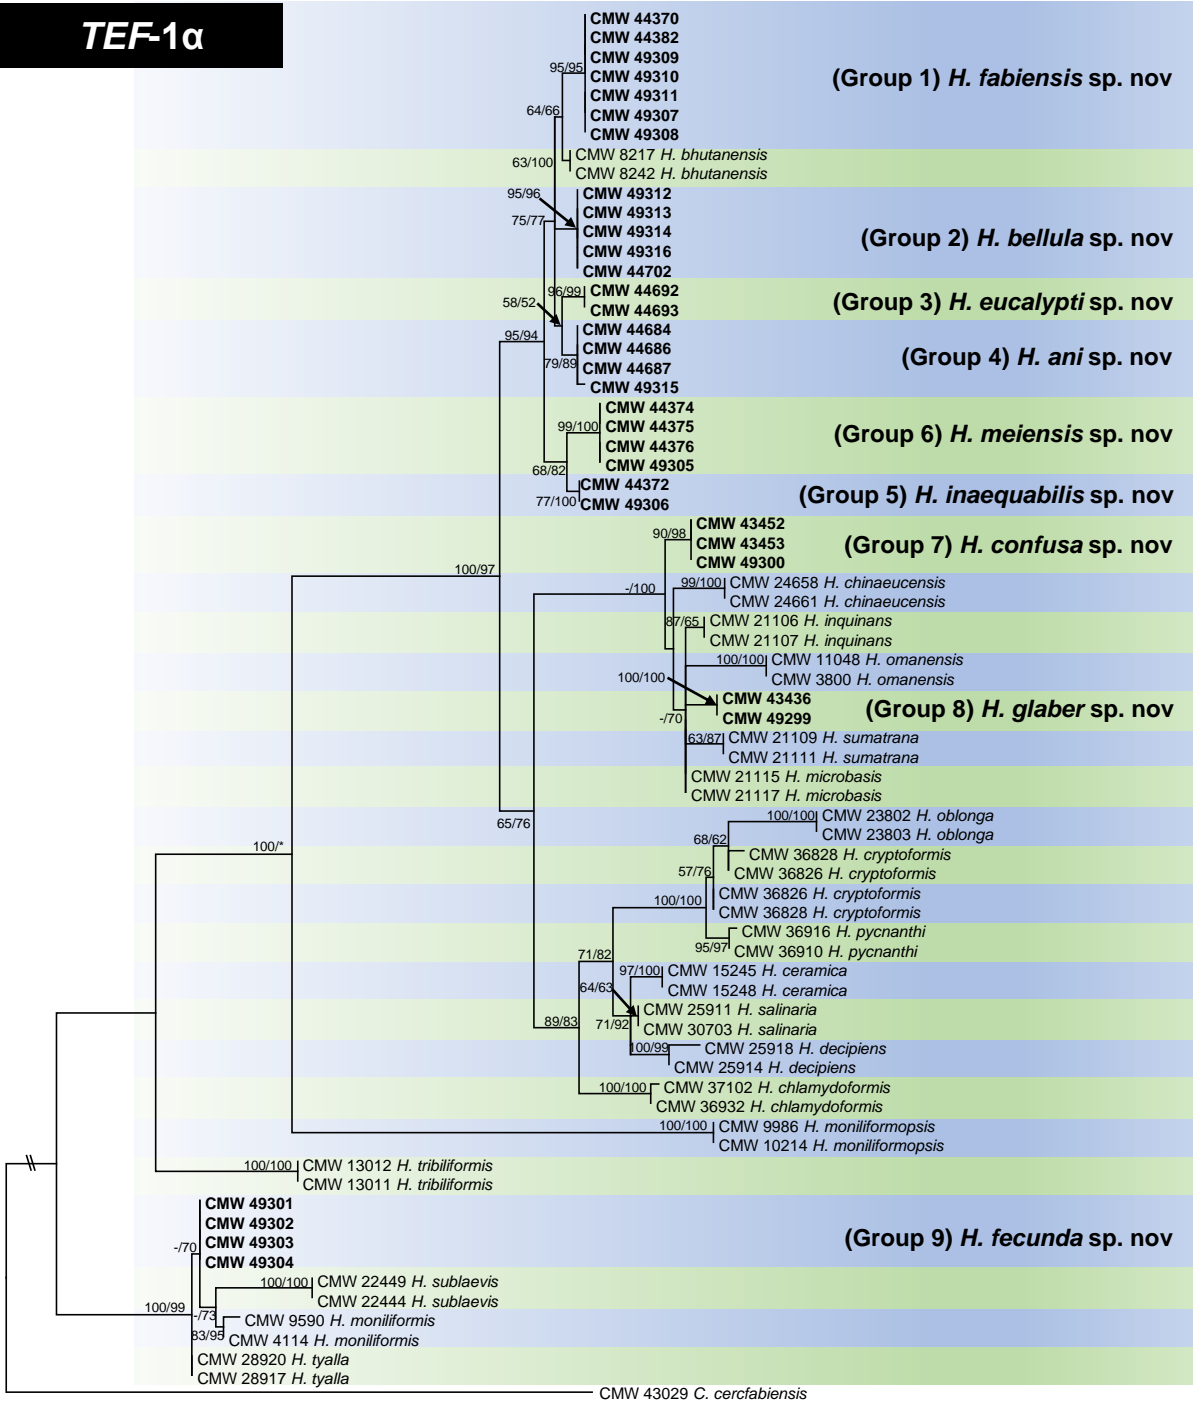 TEF-1α
CMW 44370
CMW 44382
CMW 49309
95/95
CMW 49310
(Group 1) H. fabiensis sp. nov
CMW 49311
64/66
CMW 49307
CMW 49308
CMW 8217 H. bhutanensis
63/100
CMW 8242 H. bhutanensis
95/96
CMW 49312
CMW 49313
75/77
CMW 49314
(Group 2) H. bellula sp. nov
CMW 49316
CMW 44702
96/99
CMW 44692
58/52
(Group 3) H. eucalypti sp. nov
CMW 44693
CMW 44684
95/94
CMW 44686
(Group 4) H. ani sp. nov
79/89
CMW 44687
CMW 49315
CMW 44374
99/100
CMW 44375
(Group 6) H. meiensis sp. nov
CMW 44376
CMW 49305
68/82
CMW 44372
(Group 5) H. inaequabilis sp. nov
77/100
CMW 49306
CMW 43452
90/98
CMW 43453
(Group 7) H. confusa sp. nov
CMW 49300
100/97
99/100
CMW 24658 H. chinaeucensis
-/100
CMW 24661 H. chinaeucensis
87/65
CMW 21106 H. inquinans
CMW 21107 H. inquinans
100/100
CMW 11048 H. omanensis
100/100
CMW 3800 H. omanensis
CMW 43436
(Group 8) H. glaber sp. nov
-/70
CMW 49299
63/87
CMW 21109 H. sumatrana
CMW 21111 H. sumatrana
CMW 21115 H. microbasis
CMW 21117 H. microbasis
65/76
100/100
CMW 23802 H. oblonga
CMW 23803 H. oblonga
68/62
100/*
CMW 36828 H. cryptoformis
57/76
CMW 36826 H. cryptoformis
CMW 36826 H. cryptoformis
100/100
CMW 36828 H. cryptoformis
CMW 36916 H. pycnanthi
95/97
CMW 36910 H. pycnanthi
71/82
97/100
CMW 15245 H. ceramica
64/63
CMW 15248 H. ceramica
CMW 25911 H. salinaria
89/83
71/92
CMW 30703 H. salinaria
100/99
CMW 25918 H. decipiens
CMW 25914 H. decipiens
100/100
CMW 37102 H. chlamydoformis
CMW 36932 H. chlamydoformis
100/100
CMW 9986 H. moniliformopsis
CMW 10214 H. moniliformopsis
100/100
CMW 13012 H. tribiliformis
CMW 13011 H. tribiliformis
CMW 49301
CMW 49302
(Group 9) H. fecunda sp. nov
-/70
CMW 49303
CMW 49304
100/100
CMW 22449 H. sublaevis
100/99
CMW 22444 H. sublaevis
-/73
CMW 9590 H. moniliformis
83/95
CMW 4114 H. moniliformis
CMW 28920 H. tyalla
CMW 28917 H. tyalla
CMW 43029 C. cercfabiensis